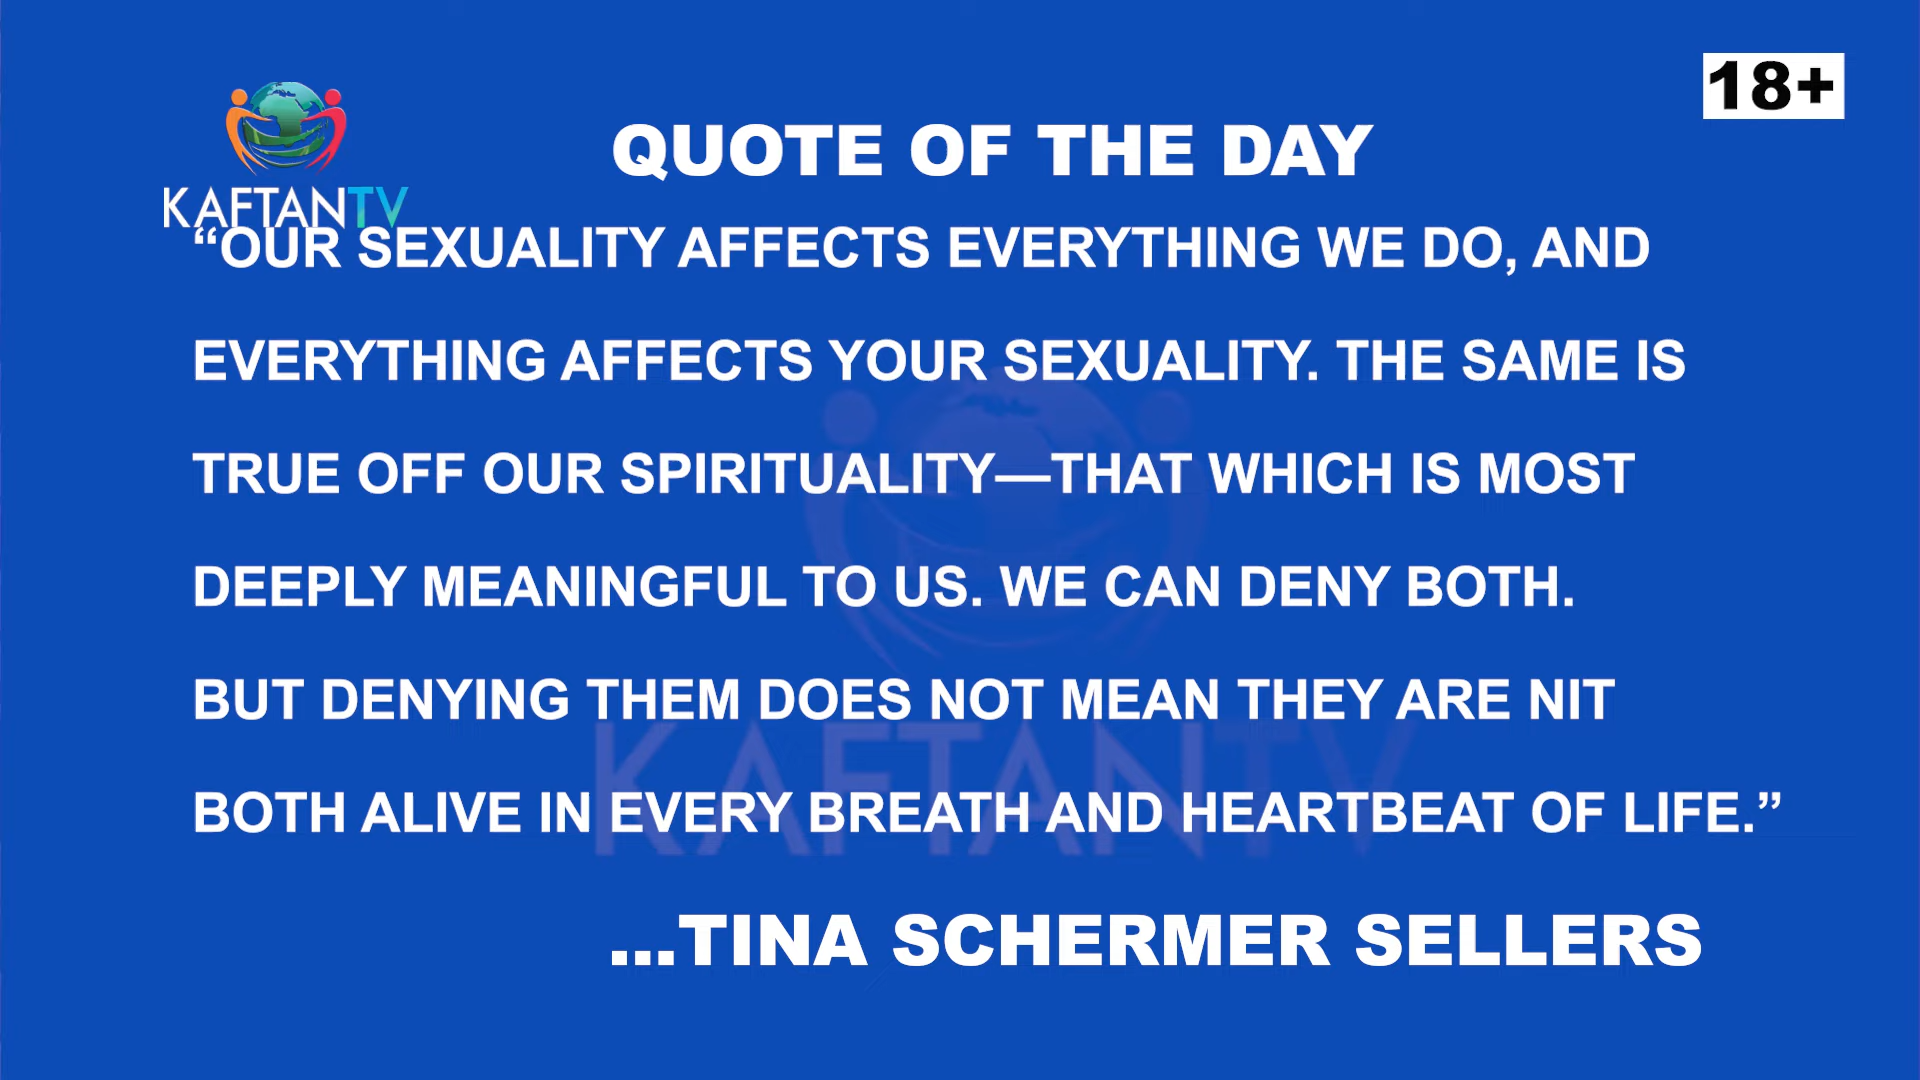 18+
QUOTE OF THE DAY
KAFTANTV
“OUR SEXUALITY AFFECTS EVERYTHING WE DO, AND
EVERYTHING AFFECTS YOUR SEXUALITY. THE SAME IS
TRUE OFF OUR SPIRITUALITY—THAT WHICH IS MOST
DEEPLY MEANINGFUL TO US. WE CAN DENY BOTH.
BUT DENYING THEM DOES NOT MEAN THEY ARE NIT
BOTH ALIVE IN EVERY BREATH AND HEARTBEAT OF LIFE.”
KAFTANTV
...TINA SCHERMER SELLERS